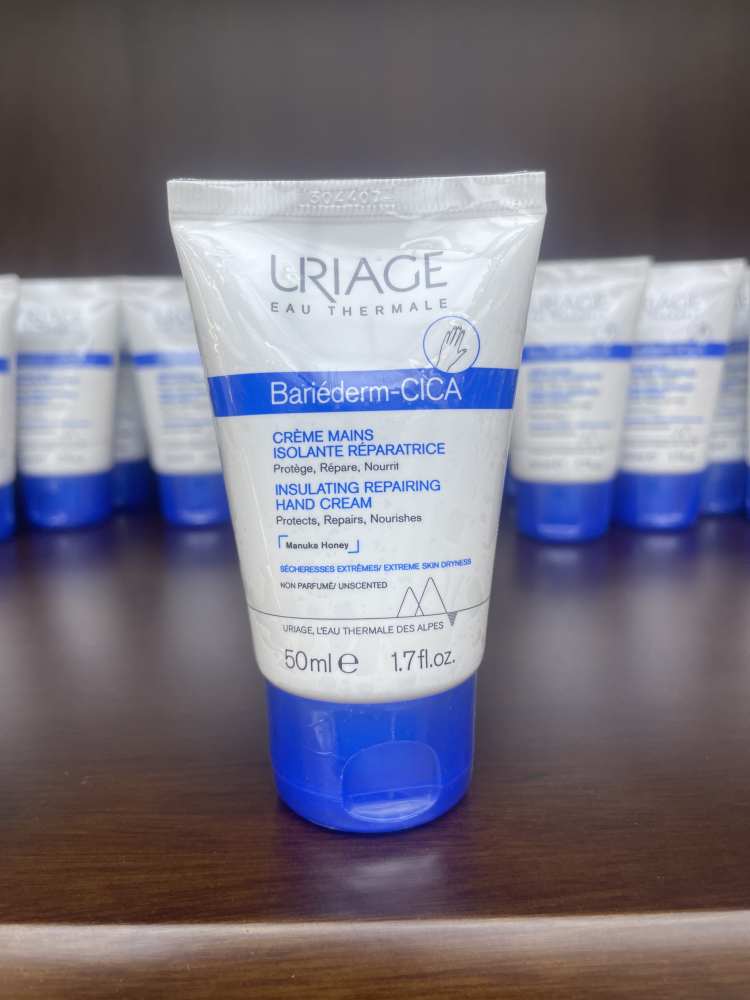 304407
URIAGE
EAU THERMALE
Bariéderm-CICA
CRÈME MAINS
ISOLANTE RÉPARATRICE
Protège, Répare, Nourrit
INSULATING REPAIRING
HAND CREAM
Protects, Repairs, Nourishes
Manuka Honey
SÉCHERESSES EXTRÊMES/ EXTREME SKIN DRYNESS
NON PARFUMÉ/ UNSCENTED
URIAGE, L'EAU THERMALE DES ALPES
50ml e 1.7fl.oz.